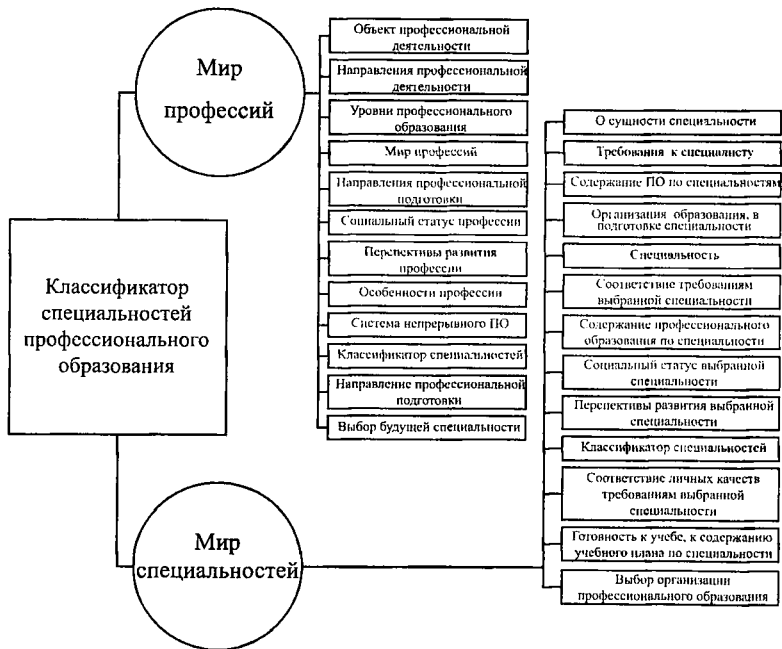 Мир
профессий
Классификатор
специальностей
профессионального
образования
Мир
специальностей
Объект профессиональной
деятельности
Направления профессиональной
деятельности
Уровни профессионального
образования
Мир профессий
Направления профессиональной
подготовки
Социальный статус профессии
Перспективы развития
профессии
Особенности профессии
Система непрерывного ПО
Классификатор специальностей
Направление профессиональной
подготовки
Выбор будущей специальности
О сущности специальности
Требования к специалисту
Содержание ПО по специальностям
Организация образования, в
подготовке специальности
Специальность
Соответствие требованиям
выбранной специальности
Содержание профессионального
образования по специальности
Социальный статус выбранной
специальности
Перспективы развития выбранной
специальности
Классификатор специальностей
Соответствие личных качеств
требованиям выбранной
специальности
Готовность к учебе, к содержанию
учебного плана по специальности
Выбор организации
профессионального образования